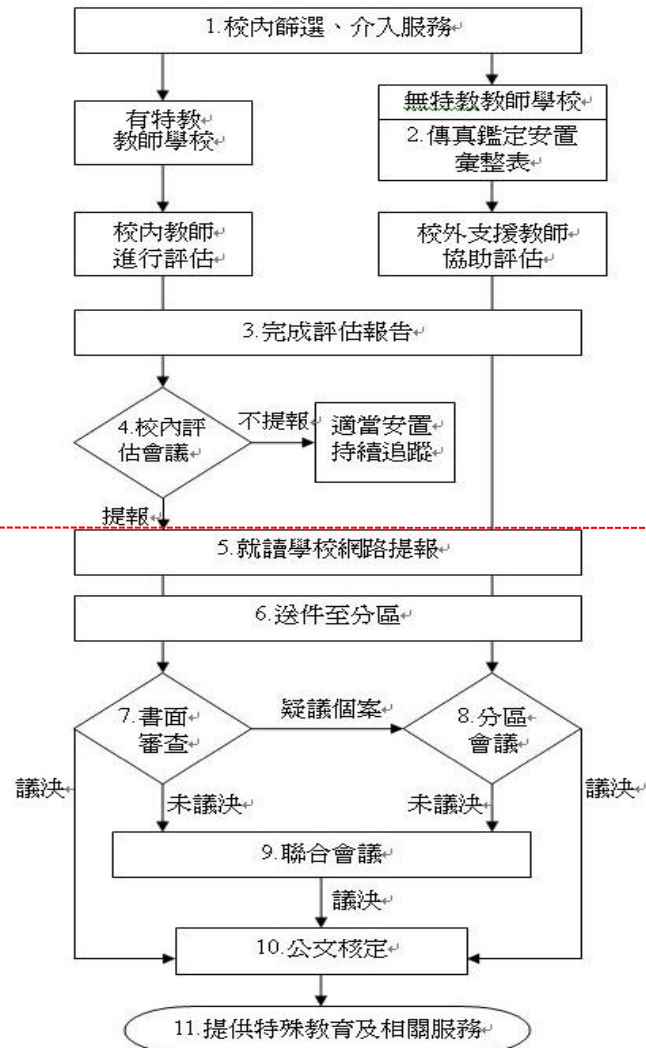 1.校內篩選、介入服務
有特教
教師學校
無特教教師學校
2.傳真鑑定安置
彙整表
校內教師
進行評估
校外支援教師
協助評估
3.完成評估報告
4.校內評
估會議
不提報
適當安置
持續追蹤
提報
5.就讀學校網路提報
6.送件至分區
7.書面
審查
疑議個案
8.分區
會議
議決
未議決
未議決
議決
9.聯合會議
議決
10.公文核定
11.提供特殊教育及相關服務